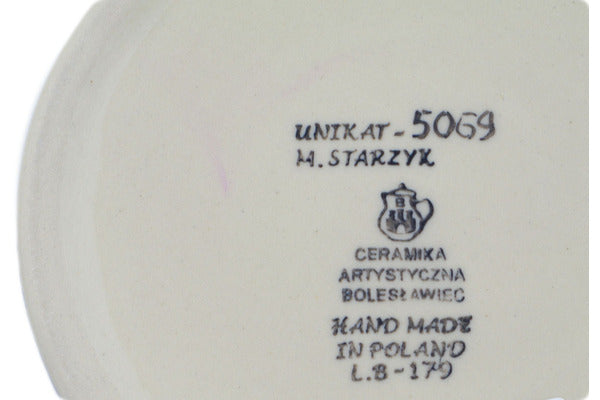 UNIKAT - 5069
M. STARZYK
B
CERAMIKA
ARTYSTYCZNA
BOLESŁAWIEC
HAND MADE
IN POLAND
L.B - 179